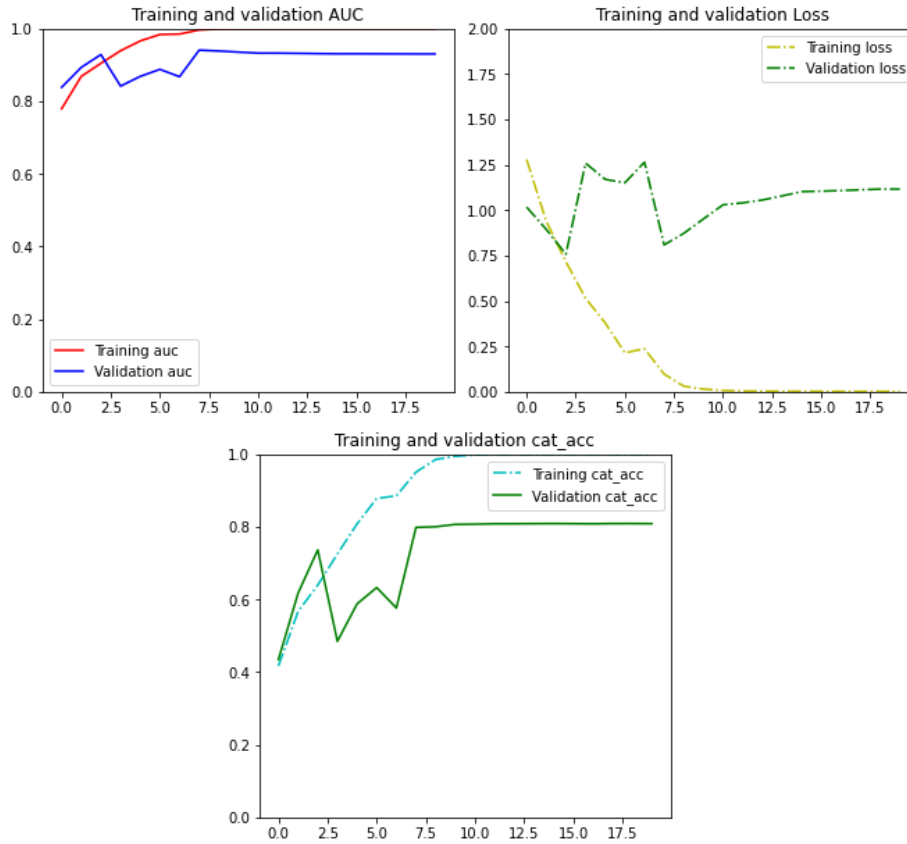 Training and validation AUC
1.0
0.8
0.6
0.4
0.2
0.0
Training auc
Validation auc
0.0 2.5 5.0 7.5 10.0 12.5 15.0 17.5
Training and validation Loss
2.00
1.75
1.50
1.25
1.00
0.75
0.50
0.25
0.00
Training loss
Validation loss
0.0 2.5 5.0 7.5 10.0 12.5 15.0 17.5
Training and validation cat_acc
1.0
0.8
0.6
0.4
0.2
0.0
Training cat_acc
Validation cat_acc
0.0 2.5 5.0 7.5 10.0 12.5 15.0 17.5